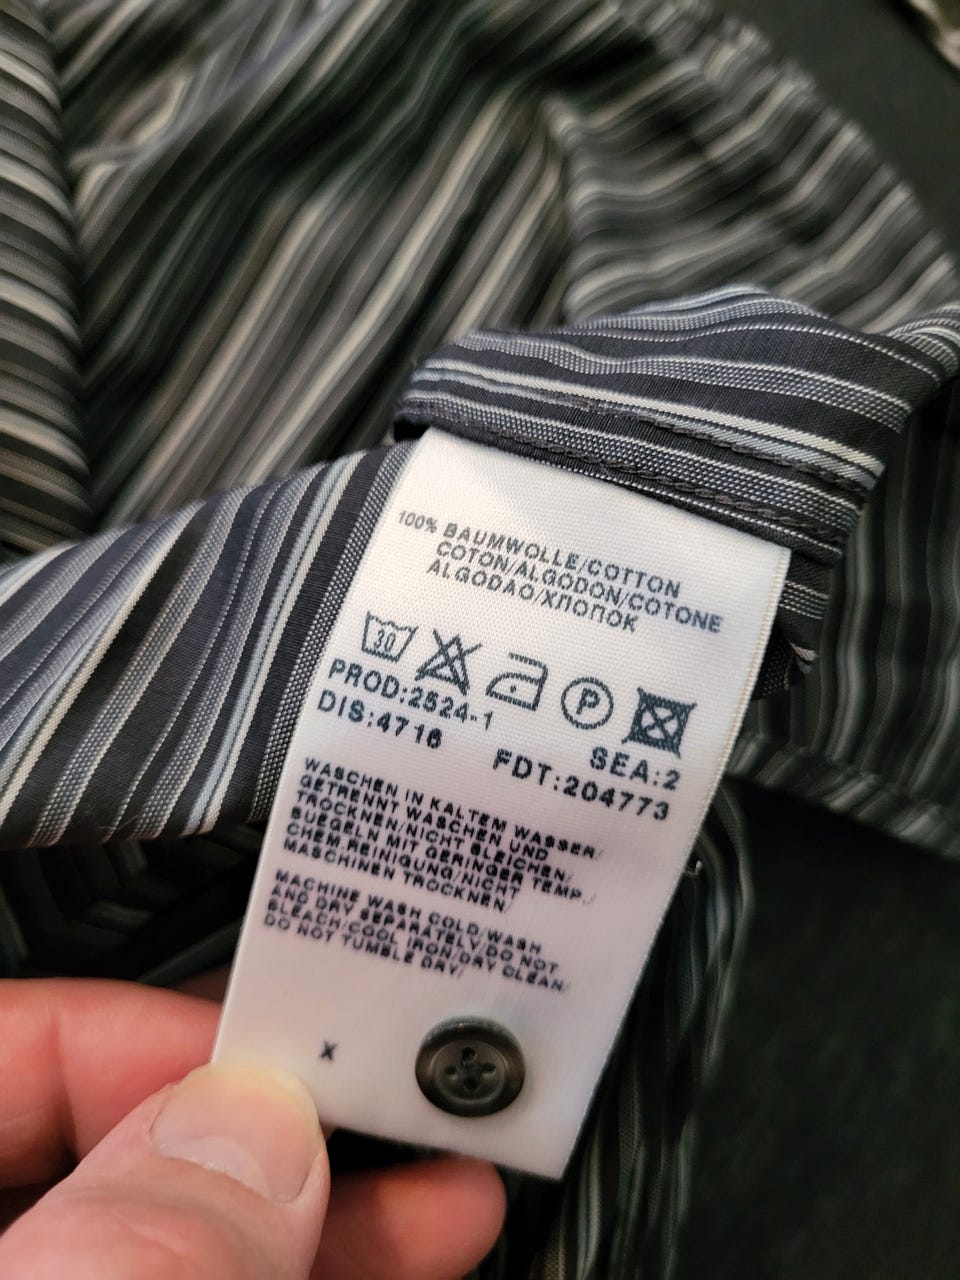 100% BAUMWOLLE/COTTON
COTON/ALGODON/COTONE
ALGODAO/ХЛОПОК
30
P
PROD:2524-1
DIS:4716
SEA:2
FDT:204773
WASCHEN IN KALTEM WASSER/
GETRENNT WASCHEN UND
TROCKNEN/NICHT BLEICHEN/
BUEGELN MIT GERINGER TEMP./
CHEM.REINIGUNG/NICHT
MASCHINEN TROCKNEN/
MACHINE WASH COLD/WASH
AND DRY SEPARATELY/DO NOT
BLEACH/COOL IRON/DRY CLEAN/
DO NOT TUMBLE DRY/
X